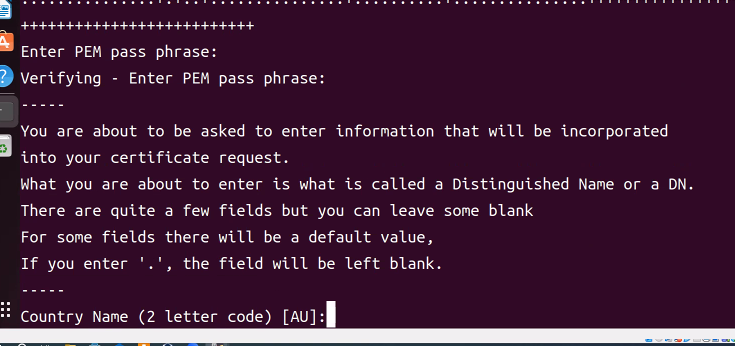 ++++++++++++++++++++++++++
Enter PEM pass phrase:
Verifying - Enter PEM pass phrase:
-----
You are about to be asked to enter information that will be incorporated
into your certificate request.
What you are about to enter is what is called a Distinguished Name or a DN.
There are quite a few fields but you can leave some blank
For some fields there will be a default value,
If you enter '.', the field will be left blank.
-----
Country Name (2 letter code) [AU]: